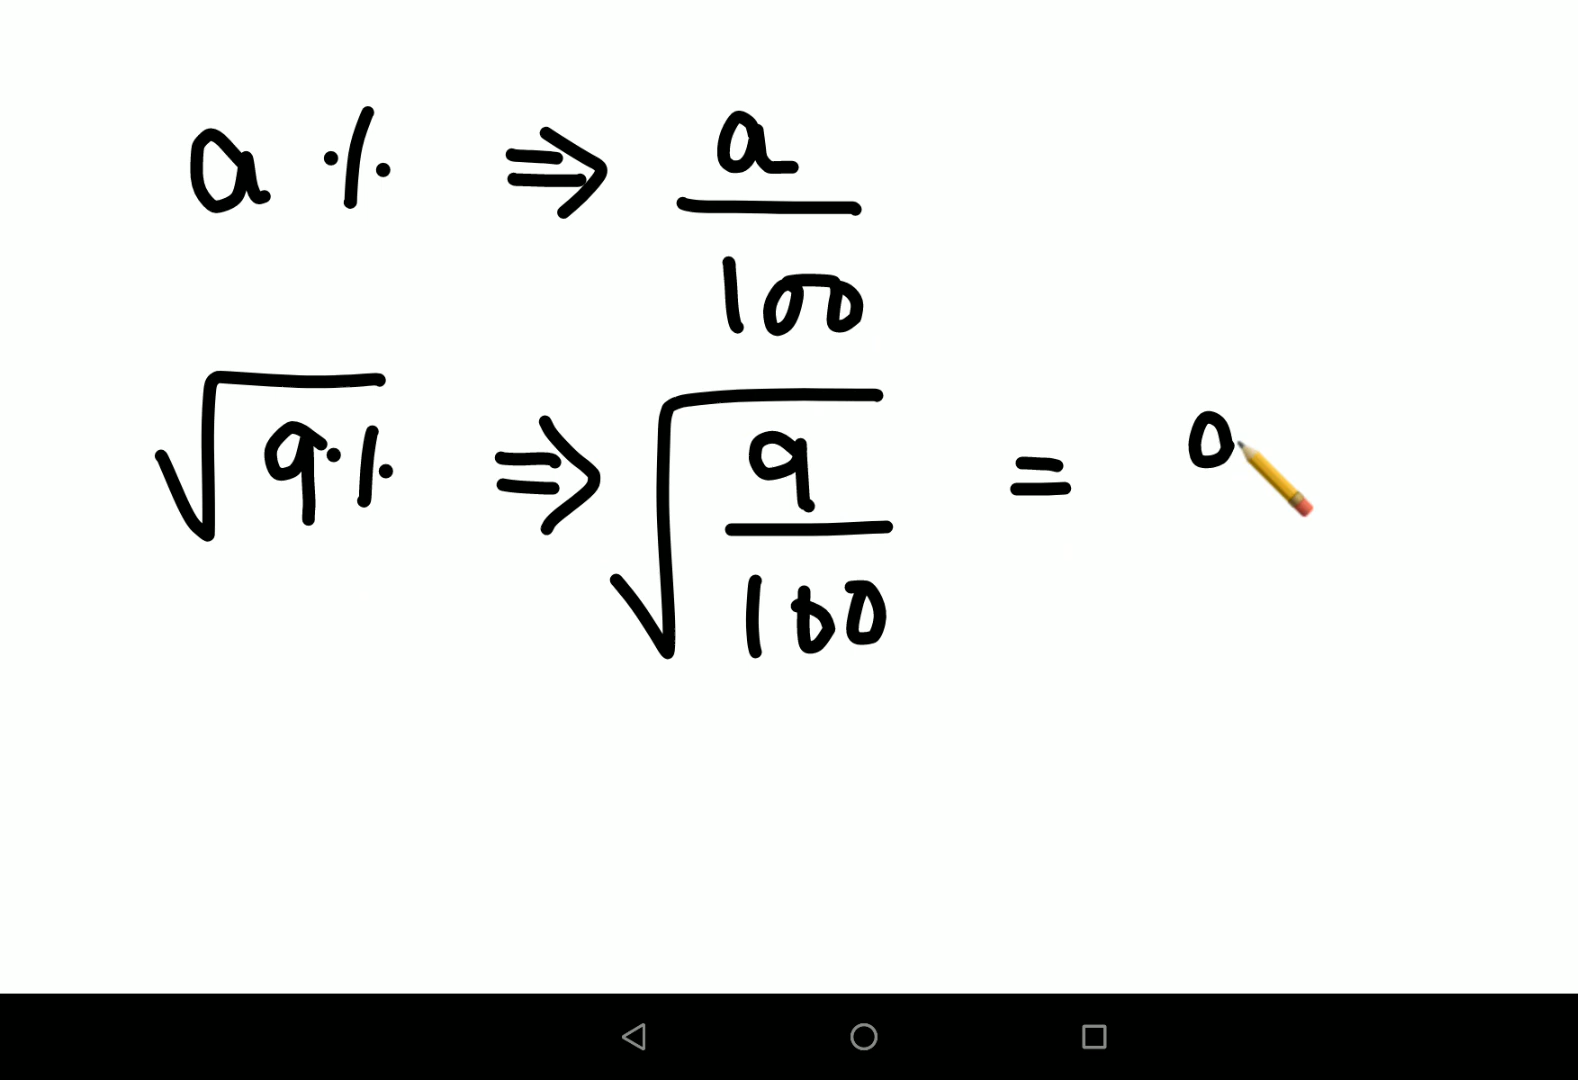 a % ⇒ a/100
√9% ⇒ √(9/100) = 0